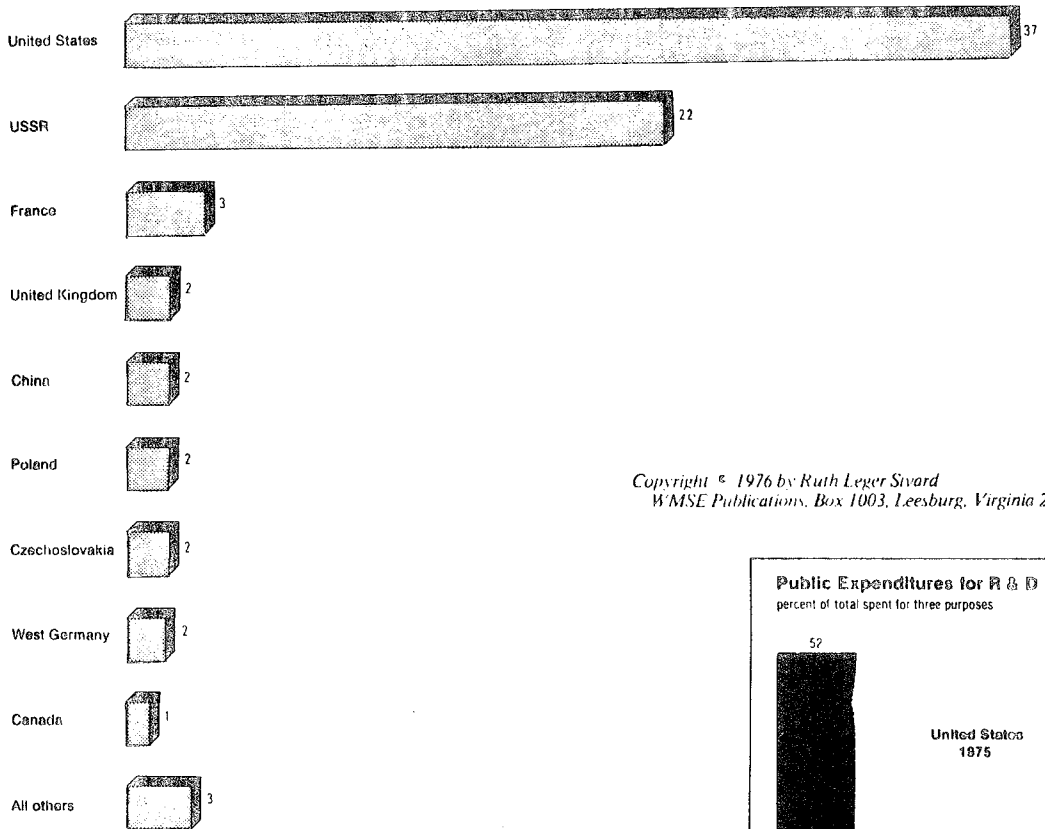 United States 37
USSR 22
France 3
United Kingdom 2
China 2
Poland 2
Czechoslovakia 2
West Germany 2
Canada 1
All others 3
Copyright © 1976 by Ruth Leger Sivard
WMSE Publications, Box 1003, Leesburg, Virginia 2
Public Expenditures for R & D
percent of total spent for three purposes
52
United States
1975